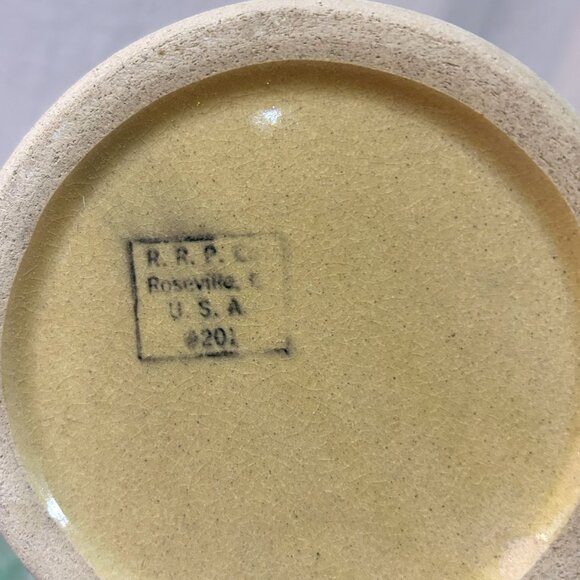 R. R. P. C.
Roseville,
U. S. A
#201